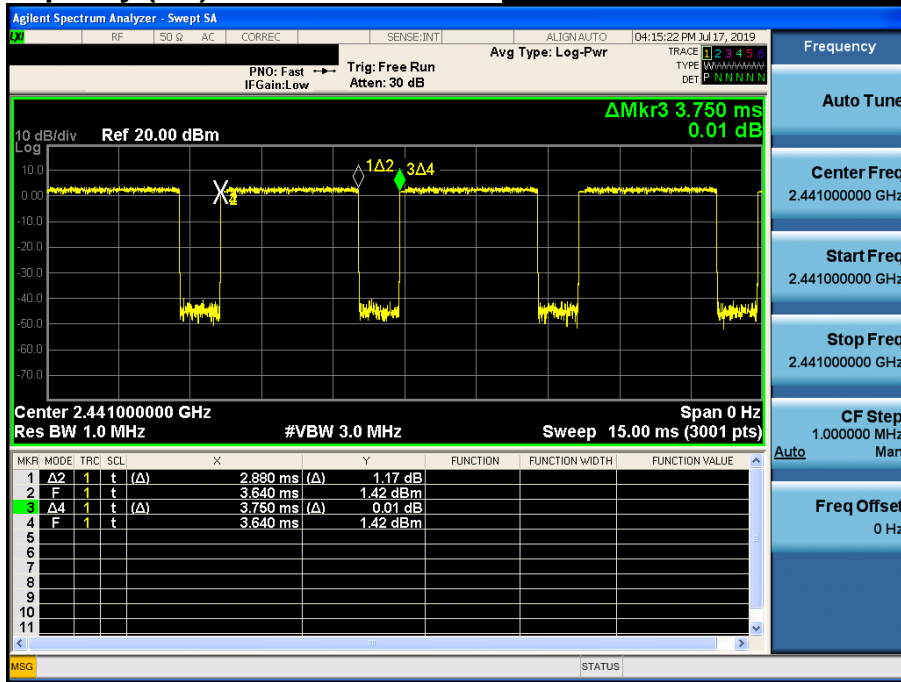 Agilent Spectrum Analyzer - Swept SA
LXI RF 50 Ω AC CORREC SENSE:INT ALIGN AUTO 04:15:22 PM Jul 17, 2019
Frequency
Avg Type: Log-Pwr
TRACE 1 2 3 4 5 6
TYPE WWWWWW
DET P N N N N N
PNO: Fast
IFGain:Low
Trig: Free Run
Atten: 30 dB
Auto Tune
ΔMkr3 3.750 ms
0.01 dB
10 dB/div Ref 20.00 dBm
Log
1Δ2 3Δ4
10.0
0.00
-10.0
-20.0
-30.0
-40.0
-50.0
-60.0
-70.0
Center Freq
2.441000000 GHz
Start Freq
2.441000000 GHz
Stop Freq
2.441000000 GHz
Center 2.441000000 GHz Span 0 Hz
Res BW 1.0 MHz #VBW 3.0 MHz Sweep 15.00 ms (3001 pts)
CF Step
1.000000 MHz
Auto Man
MKR MODE TRC SCL X Y FUNCTION FUNCTION WIDTH FUNCTION VALUE
1 Δ2 1 t (Δ) 2.880 ms (Δ) 1.17 dB
2 F 1 t 3.640 ms 1.42 dBm
3 Δ4 1 t (Δ) 3.750 ms (Δ) 0.01 dB
4 F 1 t 3.640 ms 1.42 dBm
5
6
7
8
9
10
11
Freq Offset
0 Hz
MSG STATUS